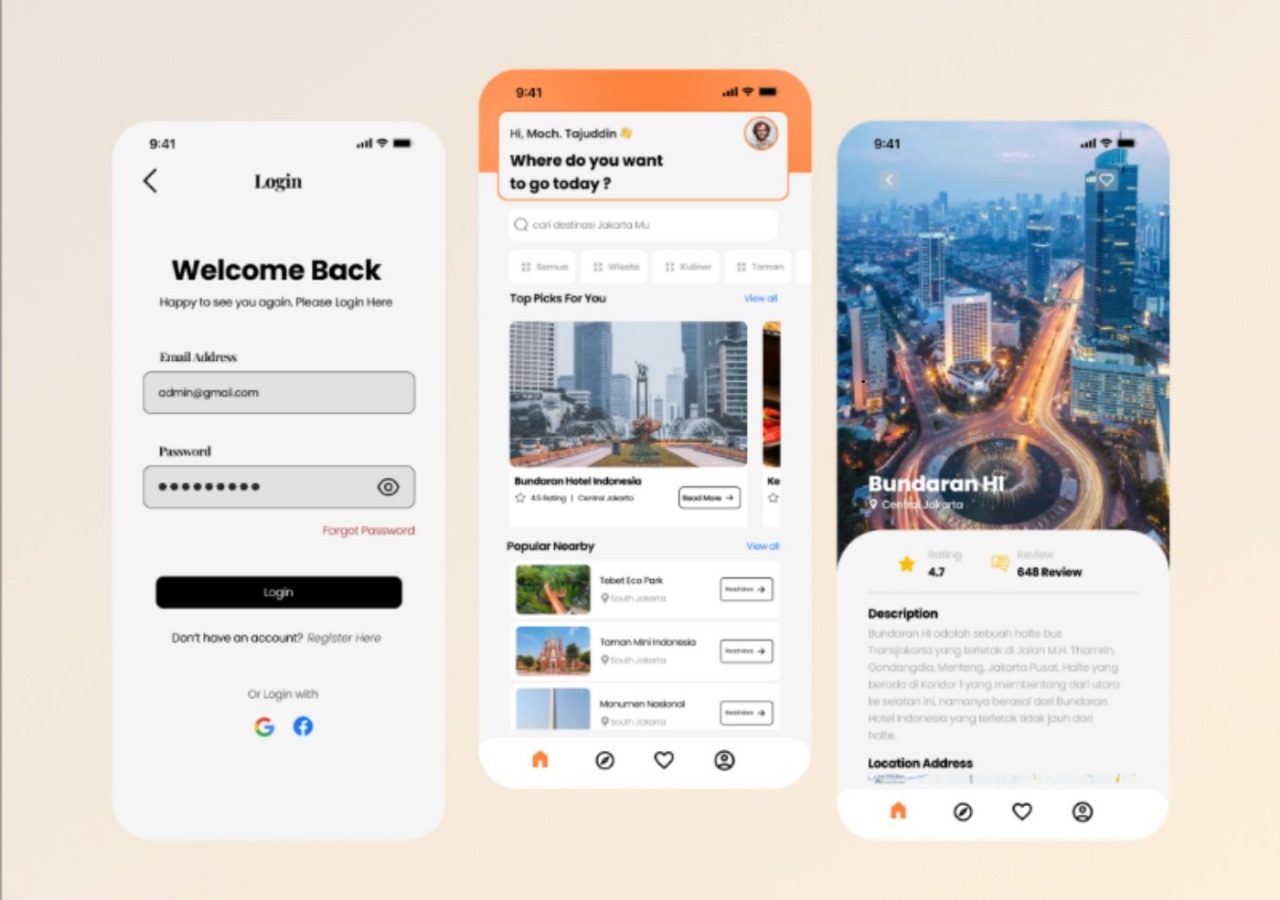 9:41
Login
Welcome Back
Happy to see you again. Please Login Here
Email Address
admin@gmail.com
Password
Forgot Password
Login
Don't have an account? Register Here
Or Login with
9:41
Hi, Moch. Tajuddin 👋
Where do you want
to go today ?
cari destinasi Jakarta Mu
Semua
Wisata
Kuliner
Taman
Top Picks For You
View all
Bundaran Hotel Indonesia
4.5 Rating | Central Jakarta
Read More →
Ke
Popular Nearby
View all
Tebet Eco Park
South Jakarta
Read More →
Taman Mini Indonesia
South Jakarta
Read More →
Monumen Nasional
South Jakarta
Read More →
9:41
Bundaran HI
Central Jakarta
Rating
4.7
Review
648 Review
Description
Bundaran HI adalah sebuah halte bus
Transjakarta yang terletak di Jalan M.H. Thamrin,
Gondangdia, Menteng, Jakarta Pusat. Halte yang
berada di Koridor 1 yang membentang dari utara
ke selatan ini, namanya berasal dari Bundaran
Hotel Indonesia yang terletak tidak jauh dari
halte.
Location Address